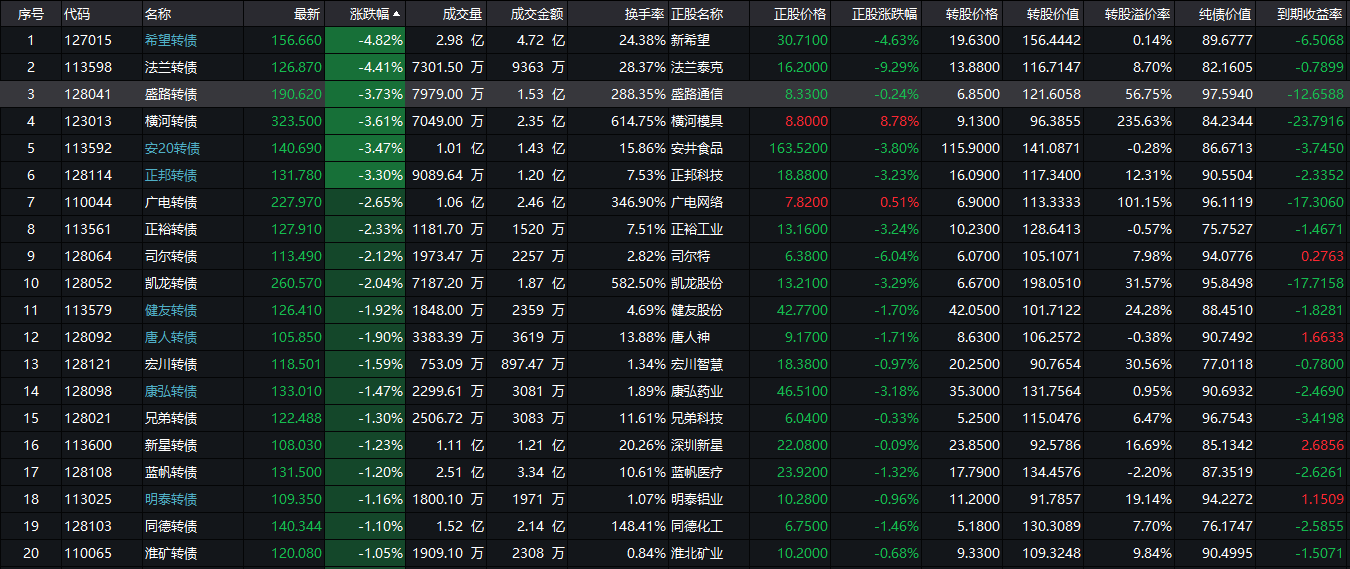 序号 代码 名称 最新 涨跌幅 成交量 成交金额 换手率 正股名称 正股价格 正股涨跌幅 转股价格 转股价值 转股溢价率 纯债价值 到期收益率
1 127015 希望转债 156.660 -4.82% 2.98 亿 4.72 亿 24.38% 新希望 30.7100 -4.63% 19.6300 156.4442 0.14% 89.6777 -6.5068
2 113598 法兰转债 126.870 -4.41% 7301.50 万 9363 万 28.37% 法兰泰克 16.2000 -9.29% 13.8800 116.7147 8.70% 82.1605 -0.7899
3 128041 盛路转债 190.620 -3.73% 7979.00 万 1.53 亿 288.35% 盛路通信 8.3300 -0.24% 6.8500 121.6058 56.75% 97.5940 -12.6588
4 123013 横河转债 323.500 -3.61% 7049.00 万 2.35 亿 614.75% 横河模具 8.8000 8.78% 9.1300 96.3855 235.63% 84.2344 -23.7916
5 113592 安20转债 140.690 -3.47% 1.01 亿 1.43 亿 15.86% 安井食品 163.5200 -3.80% 115.9000 141.0871 -0.28% 86.6713 -3.7450
6 128114 正邦转债 131.780 -3.30% 9089.64 万 1.20 亿 7.53% 正邦科技 18.8800 -3.23% 16.0900 117.3400 12.31% 90.5504 -2.3352
7 110044 广电转债 227.970 -2.65% 1.06 亿 2.46 亿 346.90% 广电网络 7.8200 0.51% 6.9000 113.3333 101.15% 96.1119 -17.3060
8 113561 正裕转债 127.910 -2.33% 1181.70 万 1520 万 7.51% 正裕工业 13.1600 -3.24% 10.2300 128.6413 -0.57% 75.7527 -1.4671
9 128064 司尔转债 113.490 -2.12% 1973.47 万 2257 万 2.82% 司尔特 6.3800 -6.04% 6.0700 105.1071 7.98% 94.0776 0.2763
10 128052 凯龙转债 260.570 -2.04% 7187.20 万 1.87 亿 582.50% 凯龙股份 13.2100 -3.29% 6.6700 198.0510 31.57% 95.8498 -17.7158
11 113579 健友转债 126.410 -1.92% 1848.00 万 2359 万 4.69% 健友股份 42.7700 -1.70% 42.0500 101.7122 24.28% 88.4510 -1.8281
12 128092 唐人转债 105.850 -1.90% 3383.39 万 3619 万 13.88% 唐人神 9.1700 -1.71% 8.6300 106.2572 -0.38% 90.7492 1.6633
13 128121 宏川转债 118.501 -1.59% 753.09 万 897.47 万 1.34% 宏川智慧 18.3800 -0.97% 20.2500 90.7654 30.56% 77.0118 -0.7800
14 128098 康弘转债 133.010 -1.47% 2299.61 万 3081 万 1.89% 康弘药业 46.5100 -3.18% 35.3000 131.7564 0.95% 90.6932 -2.4690
15 128021 兄弟转债 122.488 -1.30% 2506.72 万 3083 万 11.61% 兄弟科技 6.0400 -0.33% 5.2500 115.0476 6.47% 96.7543 -3.4198
16 113600 新星转债 108.030 -1.23% 1.11 亿 1.21 亿 20.26% 深圳新星 22.0800 -0.09% 23.8500 92.5786 16.69% 85.1342 2.6856
17 128108 蓝帆转债 131.500 -1.20% 2.51 亿 3.34 亿 10.61% 蓝帆医疗 23.9200 -1.32% 17.7900 134.4576 -2.20% 87.3519 -2.6261
18 113025 明泰转债 109.350 -1.16% 1800.10 万 1971 万 1.07% 明泰铝业 10.2800 -0.96% 11.2000 91.7857 19.14% 94.2272 1.1509
19 128103 同德转债 140.344 -1.10% 1.52 亿 2.14 亿 148.41% 同德化工 6.7500 -1.46% 5.1800 130.3089 7.70% 76.1747 -2.5855
20 110065 淮矿转债 120.080 -1.05% 1909.10 万 2308 万 0.84% 淮北矿业 10.2000 -0.68% 9.3300 109.3248 9.84% 90.4995 -1.5071